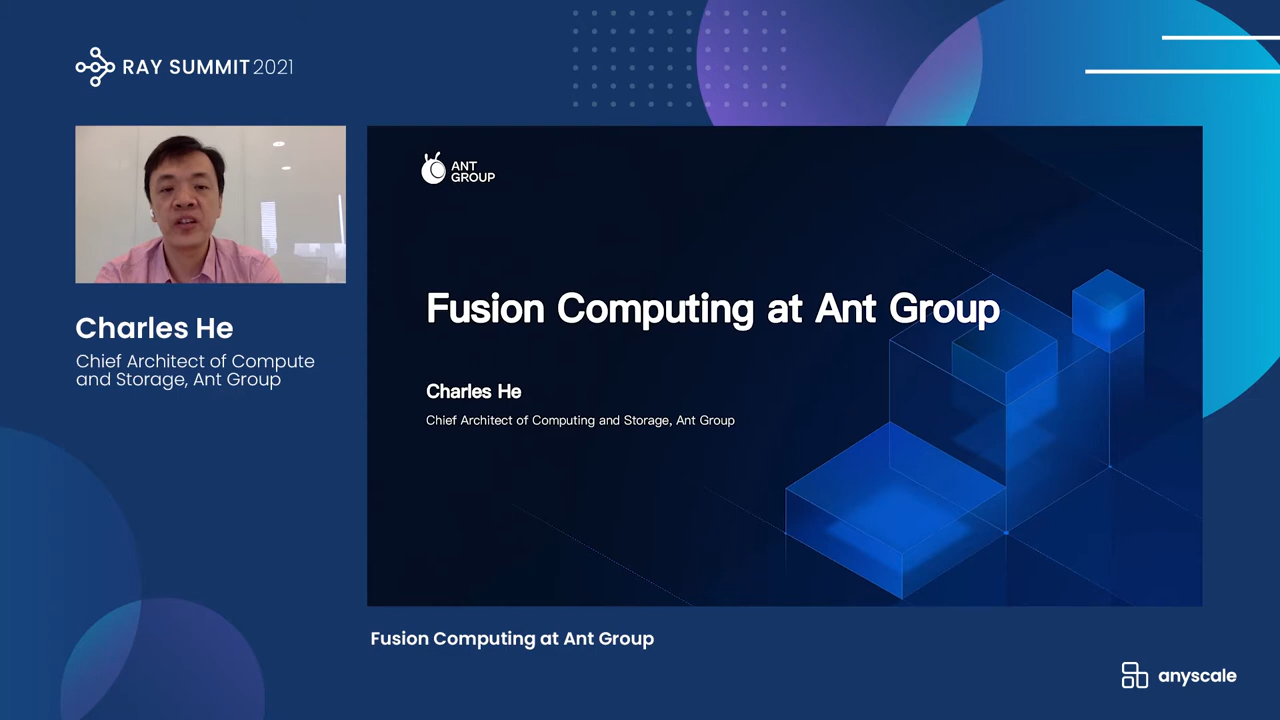 RAY SUMMIT 2021
Charles He
Chief Architect of Compute
and Storage, Ant Group
ANT
GROUP
Fusion Computing at Ant Group
Charles He
Chief Architect of Computing and Storage, Ant Group
Fusion Computing at Ant Group
anyscale